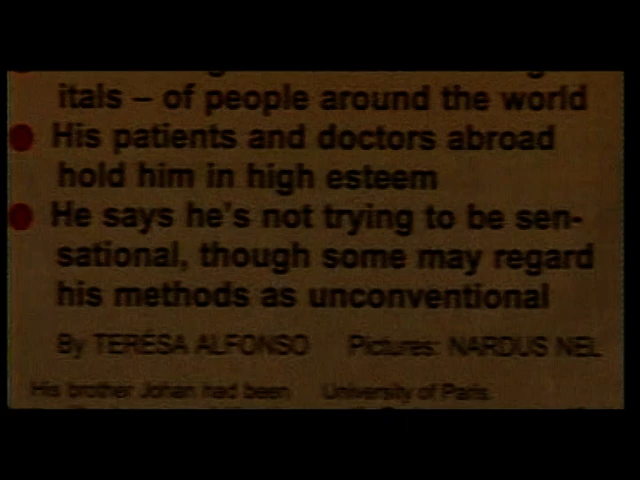 itals – of people around the world
His patients and doctors abroad
hold him in high esteem
He says he's not trying to be sen-
sational, though some may regard
his methods as unconventional
By TERÉSA ALFONSO Pictures: NARDUS NEL
His brother Johan had been University of Paris.